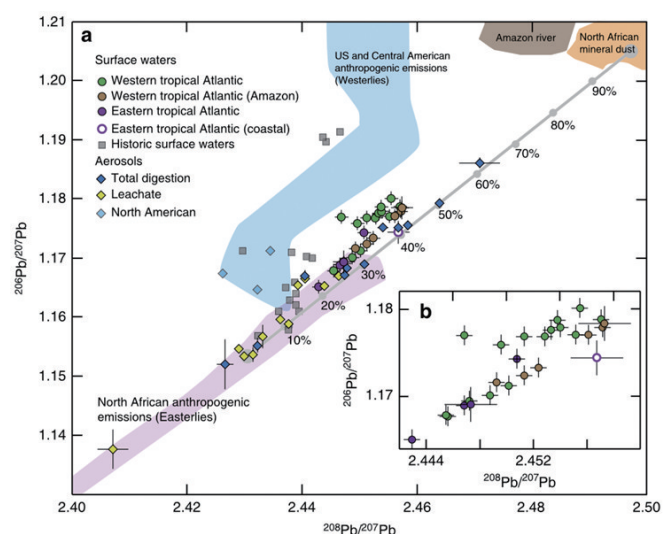 a
Surface waters
Western tropical Atlantic
Western tropical Atlantic (Amazon)
Eastern tropical Atlantic
Eastern tropical Atlantic (coastal)
Historic surface waters
Aerosols
Total digestion
Leachate
North American
US and Central American
anthropogenic emissions
(Westerlies)
Amazon river
North African
mineral dust
90%
80%
70%
60%
50%
40%
30%
20%
10%
North African anthropogenic
emissions (Easterlies)
1.21
1.20
1.19
1.18
1.17
1.16
1.15
1.14
²⁰⁶Pb/²⁰⁷Pb
2.40
2.42
2.44
2.46
2.48
2.50
²⁰⁸Pb/²⁰⁷Pb
b
1.18
1.17
²⁰⁶Pb/²⁰⁷Pb
2.444
2.452
²⁰⁸Pb/²⁰⁷Pb